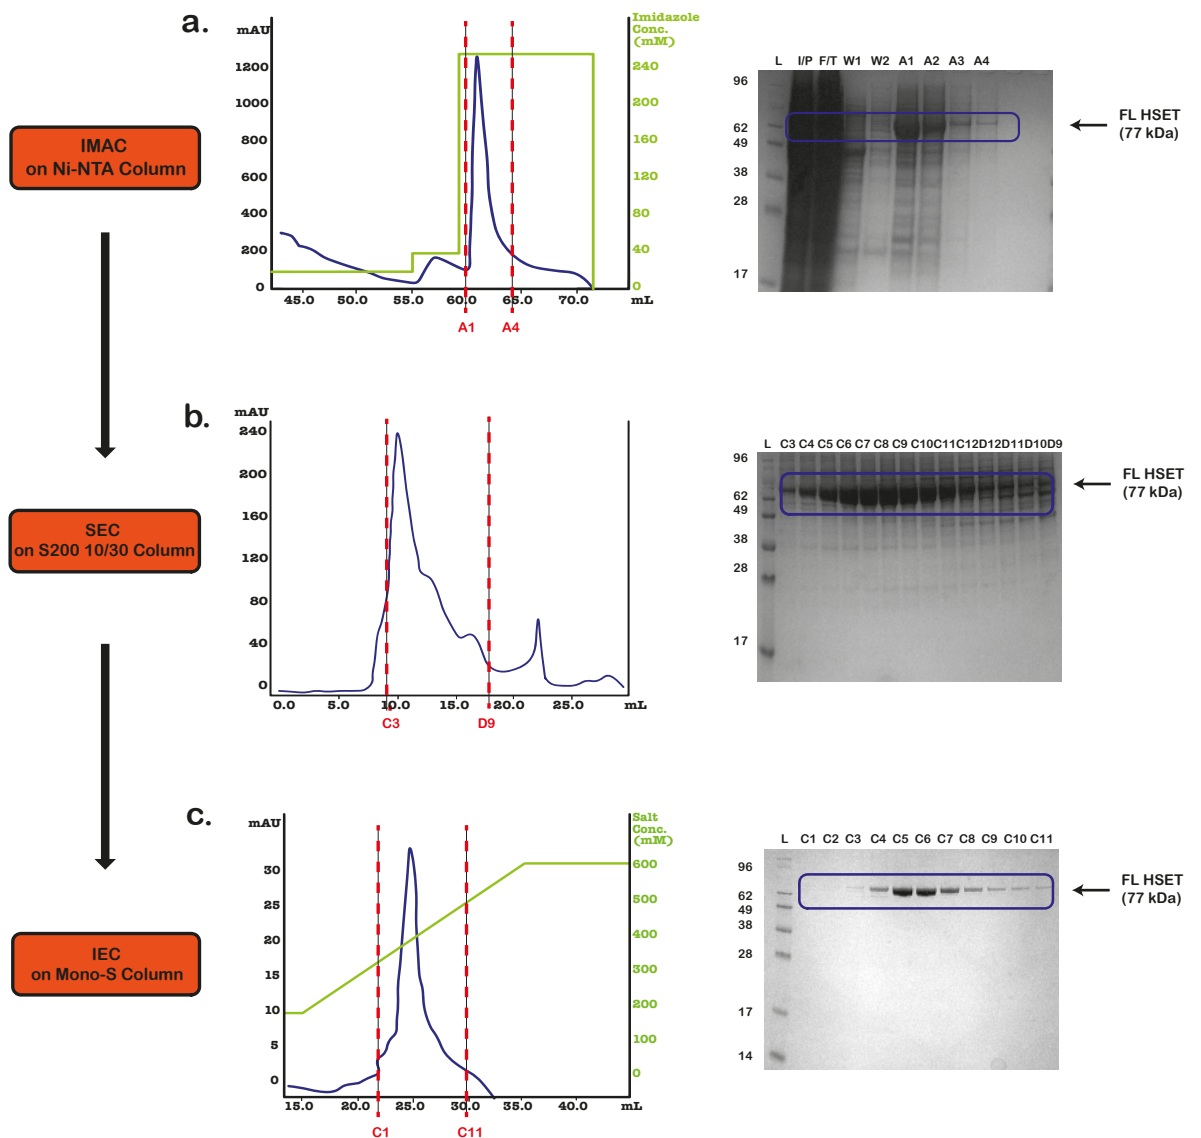 a.
IMAC
on Ni-NTA Column
mAU
1200
1000
800
600
400
200
0
45.0 50.0 55.0 60.0 65.0 70.0 mL
A1 A4
Imidazole
Conc.
(mM)
240
200
160
120
80
40
0
L I/P F/T W1 W2 A1 A2 A3 A4
96
62
49
38
28
17
FL HSET
(77 kDa)
b.
SEC
on S200 10/30 Column
mAU
240
200
160
120
80
40
0
0.0 5.0 10.0 15.0 20.0 25.0 mL
C3 D9
L C3 C4 C5 C6 C7 C8 C9 C10 C11 C12 D12 D11 D10 D9
96
62
49
38
28
17
FL HSET
(77 kDa)
c.
IEC
on Mono-S Column
mAU
30
25
20
15
10
5
0
15.0 20.0 25.0 30.0 35.0 40.0 mL
C1 C11
Salt
Conc.
(mM)
600
500
400
300
200
100
0
L C1 C2 C3 C4 C5 C6 C7 C8 C9 C10 C11
96
62
49
38
28
17
14
FL HSET
(77 kDa)